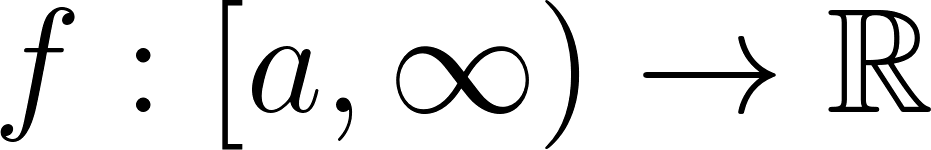 f : [a, ∞) → ℝ